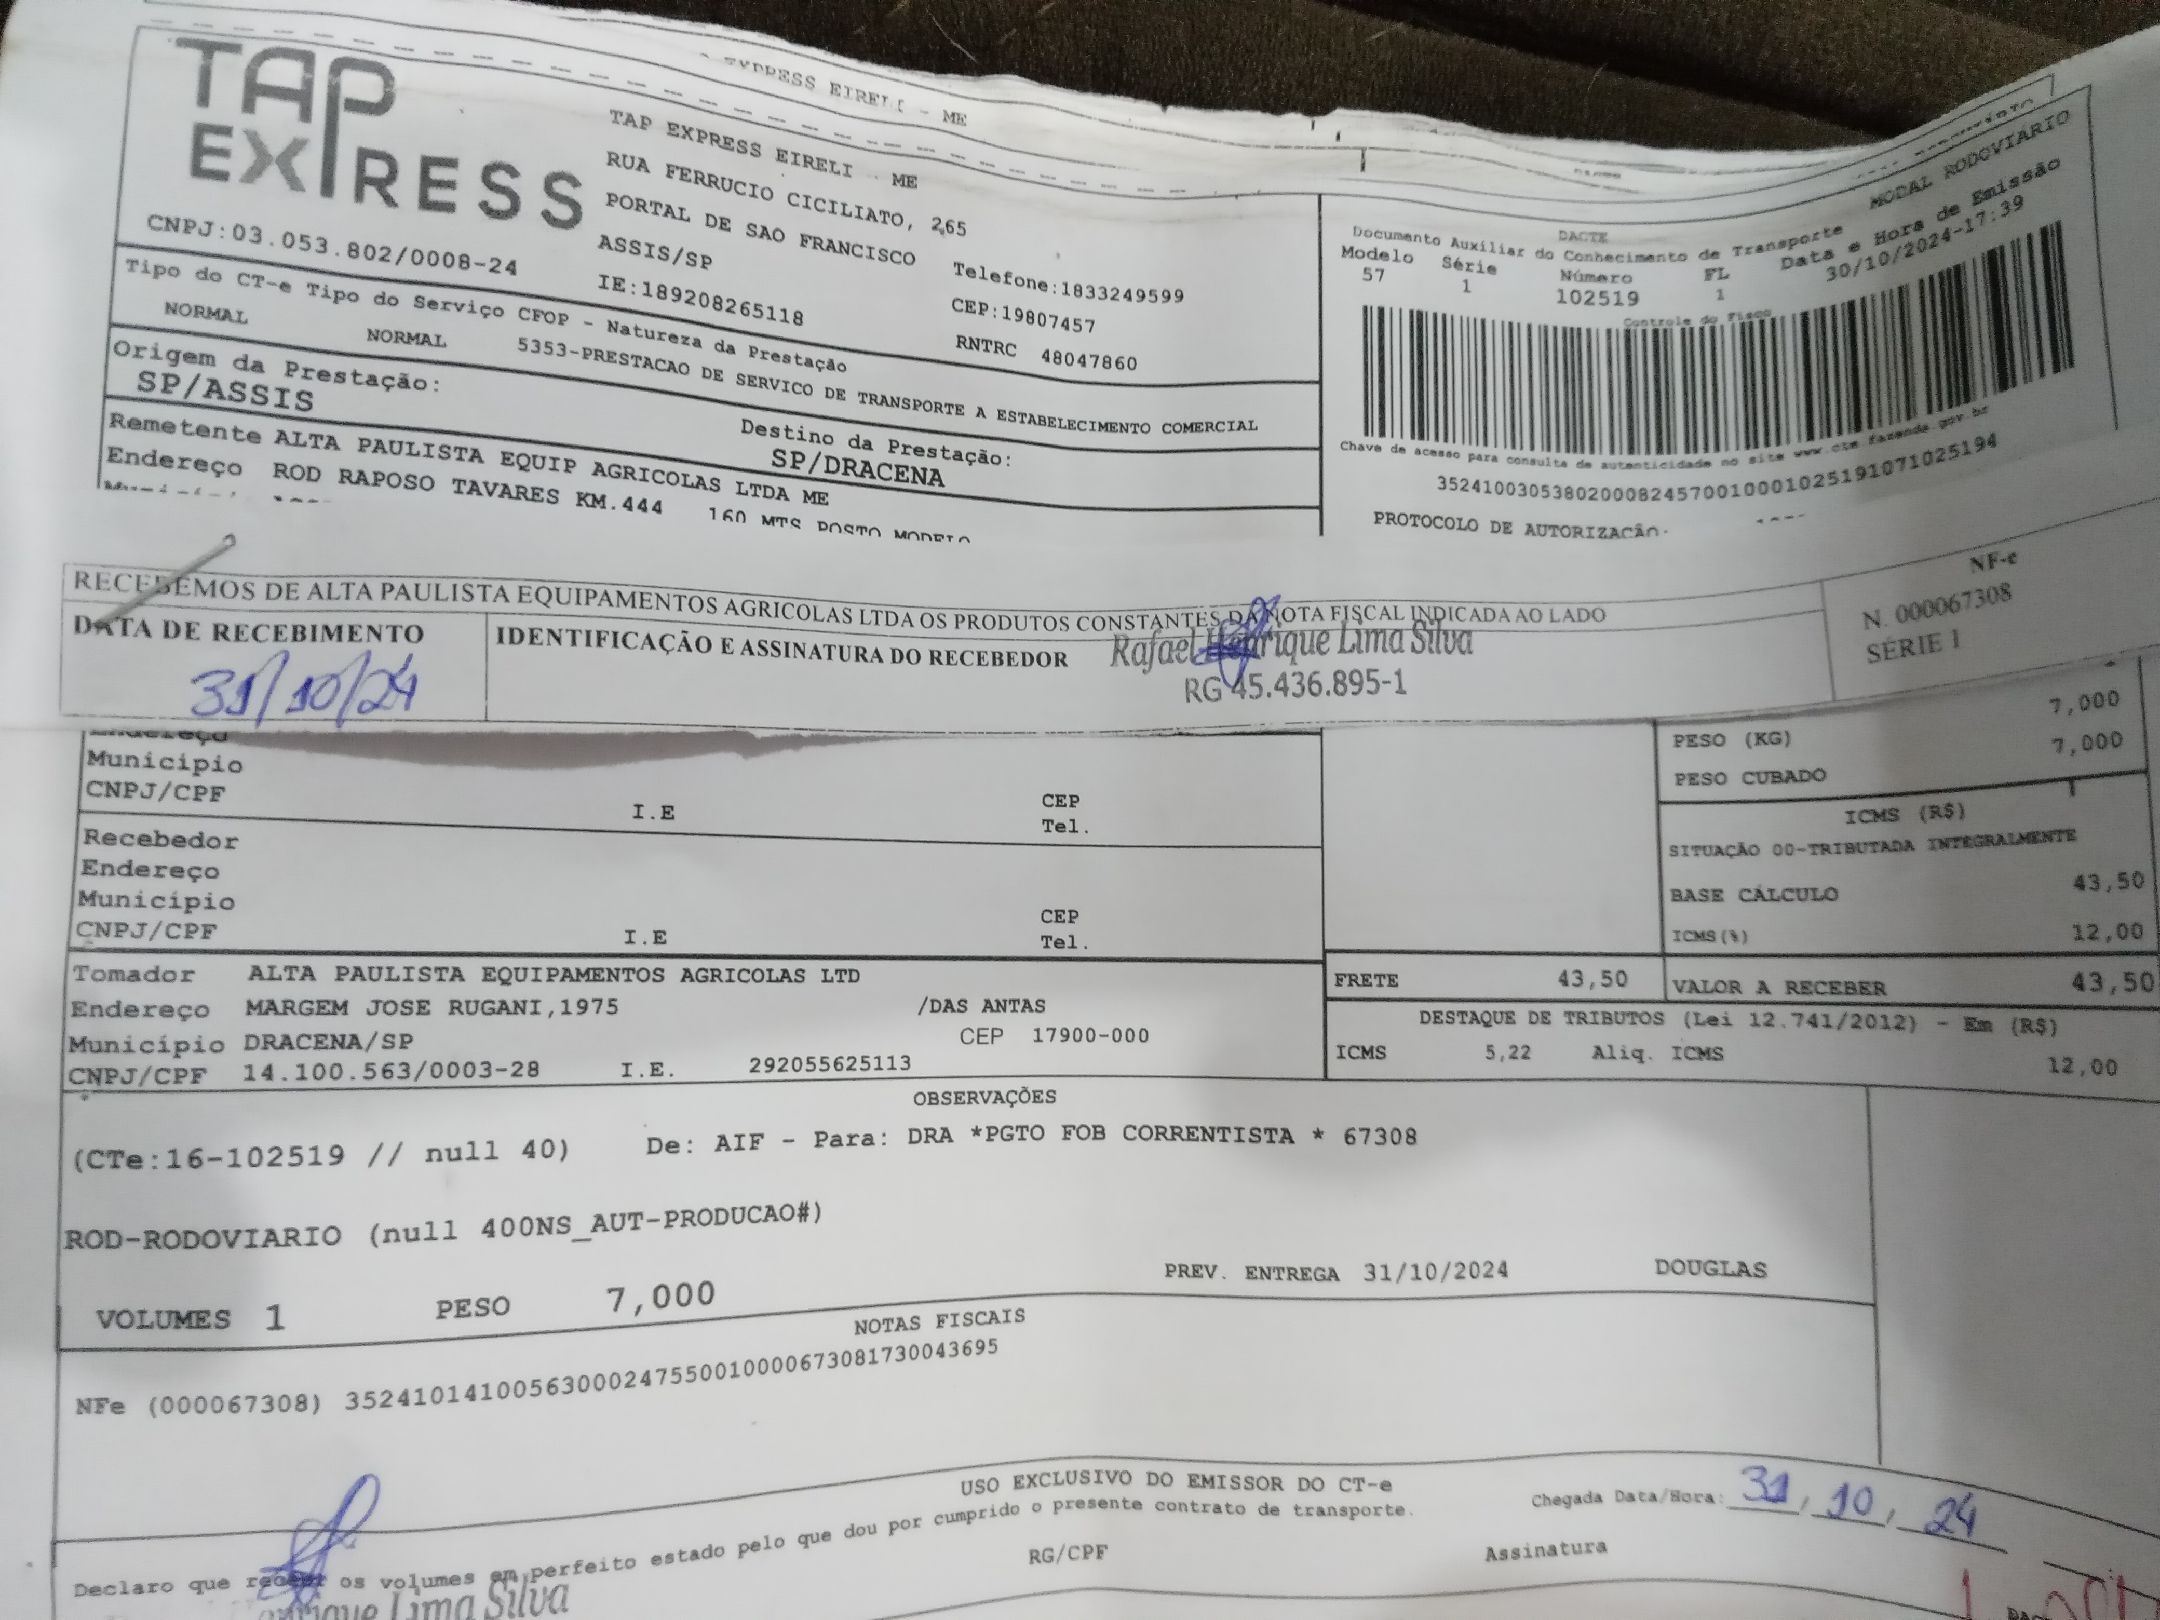 EXPRESS EIRELI - ME
TAP
EXPRESS
CNPJ:03.053.802/0008-24
TAP EXPRESS EIRELI - ME
RUA FERRUCIO CICILIATO, 265
PORTAL DE SAO FRANCISCO
ASSIS/SP
IE:189208265118
Telefone:1833249599
CEP:19807457
RNTRC 48047860
DACTE
MODAL RODOVIARIO
Documento Auxiliar do Conhecimento de Transporte
Modelo Série Número FL Data e Hora de Emissão
57 1 102519 1 30/10/2024-17:39
Controle do Fisco
Chave de acesso para consulta de autenticidade no site www.cte.fazenda.gov.br
35241003053802000824570010001025191071025194
PROTOCOLO DE AUTORIZAÇÃO
Tipo do CT-e Tipo do Serviço CFOP - Natureza da Prestação
NORMAL NORMAL 5353-PRESTACAO DE SERVICO DE TRANSPORTE A ESTABELECIMENTO COMERCIAL
Origem da Prestação: Destino da Prestação:
SP/ASSIS SP/DRACENA
Remetente ALTA PAULISTA EQUIP AGRICOLAS LTDA ME
Endereço ROD RAPOSO TAVARES KM.444 160 MTS POSTO MODELO
RECEBEMOS DE ALTA PAULISTA EQUIPAMENTOS AGRICOLAS LTDA OS PRODUTOS CONSTANTES DA NOTA FISCAL INDICADA AO LADO
NF-e
N. 000067308
SÉRIE 1
DATA DE RECEBIMENTO IDENTIFICAÇÃO E ASSINATURA DO RECEBEDOR
31/10/24
Rafael Henrique Lima Silva
RG 45.436.895-1
Endereço
Município CEP
CNPJ/CPF I.E Tel.
Recebedor
Endereço
Município CEP
CNPJ/CPF I.E Tel.
7,000
PESO (KG) 7,000
PESO CUBADO
ICMS (R$)
SITUAÇÃO 00-TRIBUTADA INTEGRALMENTE
BASE CÁLCULO 43,50
ICMS(%) 12,00
Tomador ALTA PAULISTA EQUIPAMENTOS AGRICOLAS LTD
Endereço MARGEM JOSE RUGANI,1975 /DAS ANTAS
Município DRACENA/SP CEP 17900-000
CNPJ/CPF 14.100.563/0003-28 I.E. 292055625113
FRETE 43,50 VALOR A RECEBER 43,50
DESTAQUE DE TRIBUTOS (Lei 12.741/2012) - Em (R$)
ICMS 5,22 Aliq. ICMS 12,00
OBSERVAÇÕES
(CTe:16-102519 // null 40) De: AIF - Para: DRA *PGTO FOB CORRENTISTA * 67308
ROD-RODOVIARIO (null 400NS_AUT-PRODUCAO#)
PREV. ENTREGA 31/10/2024 DOUGLAS
VOLUMES 1 PESO 7,000
NOTAS FISCAIS
NFe (000067308) 35241014100563000247550010000673081730043695
USO EXCLUSIVO DO EMISSOR DO CT-e
Declaro que recebi os volumes em perfeito estado pelo que dou por cumprido o presente contrato de transporte.
Chegada Data/Hora: 31, 10, 24
RG/CPF Assinatura
Lima Silva